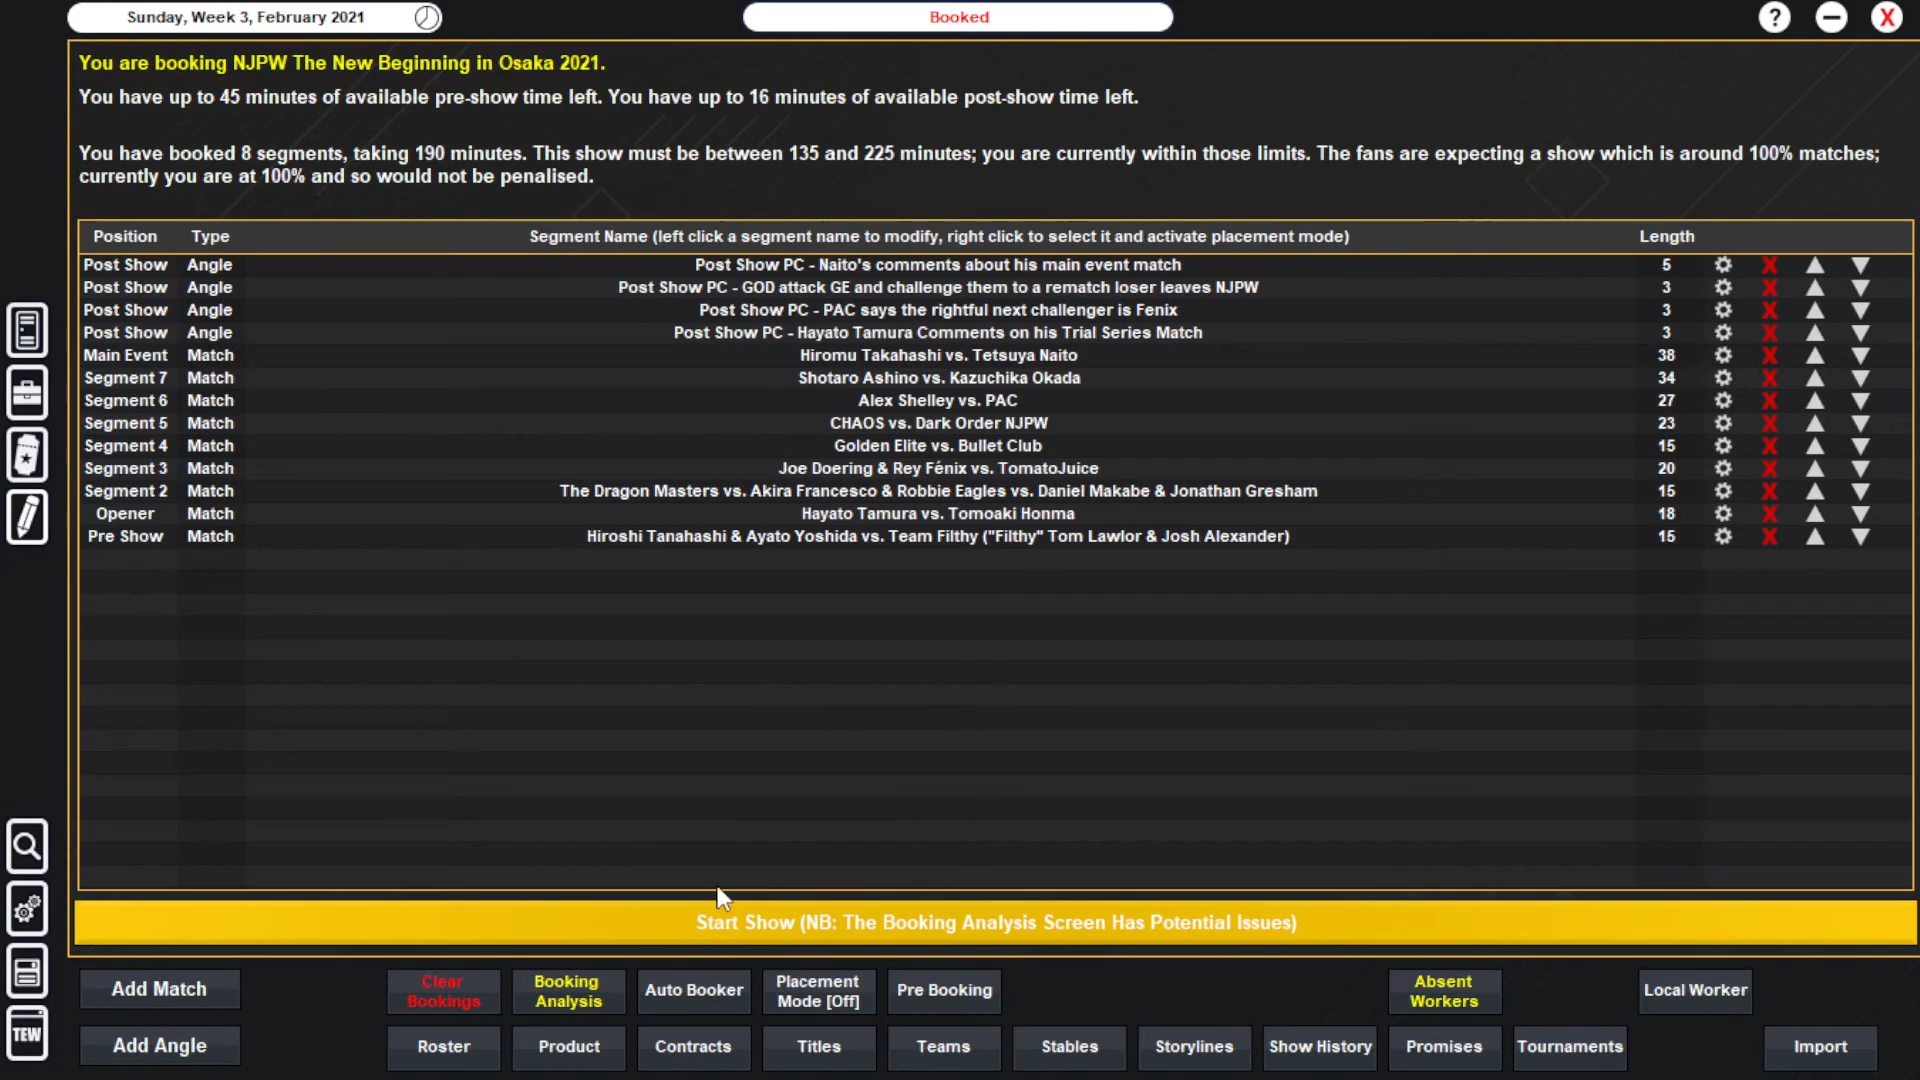 Sunday, Week 3, February 2021
Booked
?
X
You are booking NJPW The New Beginning in Osaka 2021.
You have up to 45 minutes of available pre-show time left. You have up to 16 minutes of available post-show time left.
You have booked 8 segments, taking 190 minutes. This show must be between 135 and 225 minutes; you are currently within those limits. The fans are expecting a show which is around 100% matches;
currently you are at 100% and so would not be penalised.
Position Type Segment Name (left click a segment name to modify, right click to select it and activate placement mode) Length
Post Show Angle Post Show PC - Naito's comments about his main event match 5 X
Post Show Angle Post Show PC - GOD attack GE and challenge them to a rematch loser leaves NJPW 3 X
Post Show Angle Post Show PC - PAC says the rightful next challenger is Fenix 3 X
Post Show Angle Post Show PC - Hayato Tamura Comments on his Trial Series Match 3 X
Main Event Match Hiromu Takahashi vs. Tetsuya Naito 38 X
Segment 7 Match Shotaro Ashino vs. Kazuchika Okada 34 X
Segment 6 Match Alex Shelley vs. PAC 27 X
Segment 5 Match CHAOS vs. Dark Order NJPW 23 X
Segment 4 Match Golden Elite vs. Bullet Club 15 X
Segment 3 Match Joe Doering & Rey Fénix vs. TomatoJuice 20 X
Segment 2 Match The Dragon Masters vs. Akira Francesco & Robbie Eagles vs. Daniel Makabe & Jonathan Gresham 15 X
Opener Match Hayato Tamura vs. Tomoaki Honma 18 X
Pre Show Match Hiroshi Tanahashi & Ayato Yoshida vs. Team Filthy ("Filthy" Tom Lawlor & Josh Alexander) 15 X
Start Show (NB: The Booking Analysis Screen Has Potential Issues)
Add Match
Clear
Bookings
Booking
Analysis
Auto Booker
Placement
Mode [Off]
Pre Booking
Absent
Workers
Local Worker
TEW
Add Angle
Roster
Product
Contracts
Titles
Teams
Stables
Storylines
Show History
Promises
Tournaments
Import